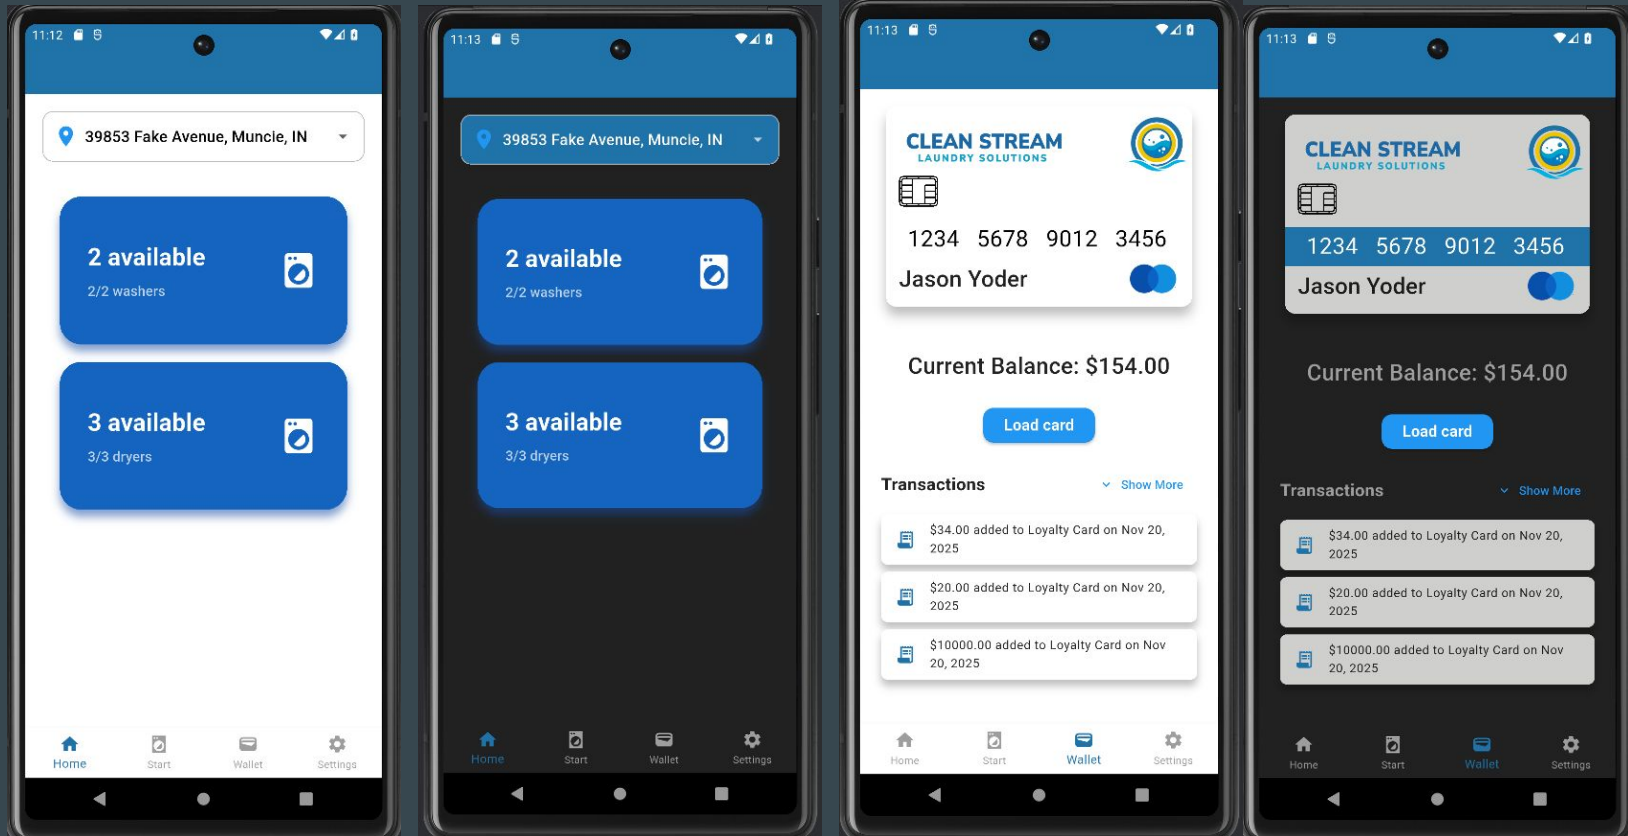 11:12
39853 Fake Avenue, Muncie, IN
2 available
2/2 washers
3 available
3/3 dryers
Home Start Wallet Settings
11:13
39853 Fake Avenue, Muncie, IN
2 available
2/2 washers
3 available
3/3 dryers
Home Start Wallet Settings
11:13
CLEAN STREAM
LAUNDRY SOLUTIONS
1234 5678 9012 3456
Jason Yoder
Current Balance: $154.00
Load card
Transactions Show More
$34.00 added to Loyalty Card on Nov 20,
2025
$20.00 added to Loyalty Card on Nov 20,
2025
$10000.00 added to Loyalty Card on Nov
20, 2025
Home Start Wallet Settings
11:13
CLEAN STREAM
LAUNDRY SOLUTIONS
1234 5678 9012 3456
Jason Yoder
Current Balance: $154.00
Load card
Transactions Show More
$34.00 added to Loyalty Card on Nov 20,
2025
$20.00 added to Loyalty Card on Nov 20,
2025
$10000.00 added to Loyalty Card on Nov
20, 2025
Home Start Wallet Settings